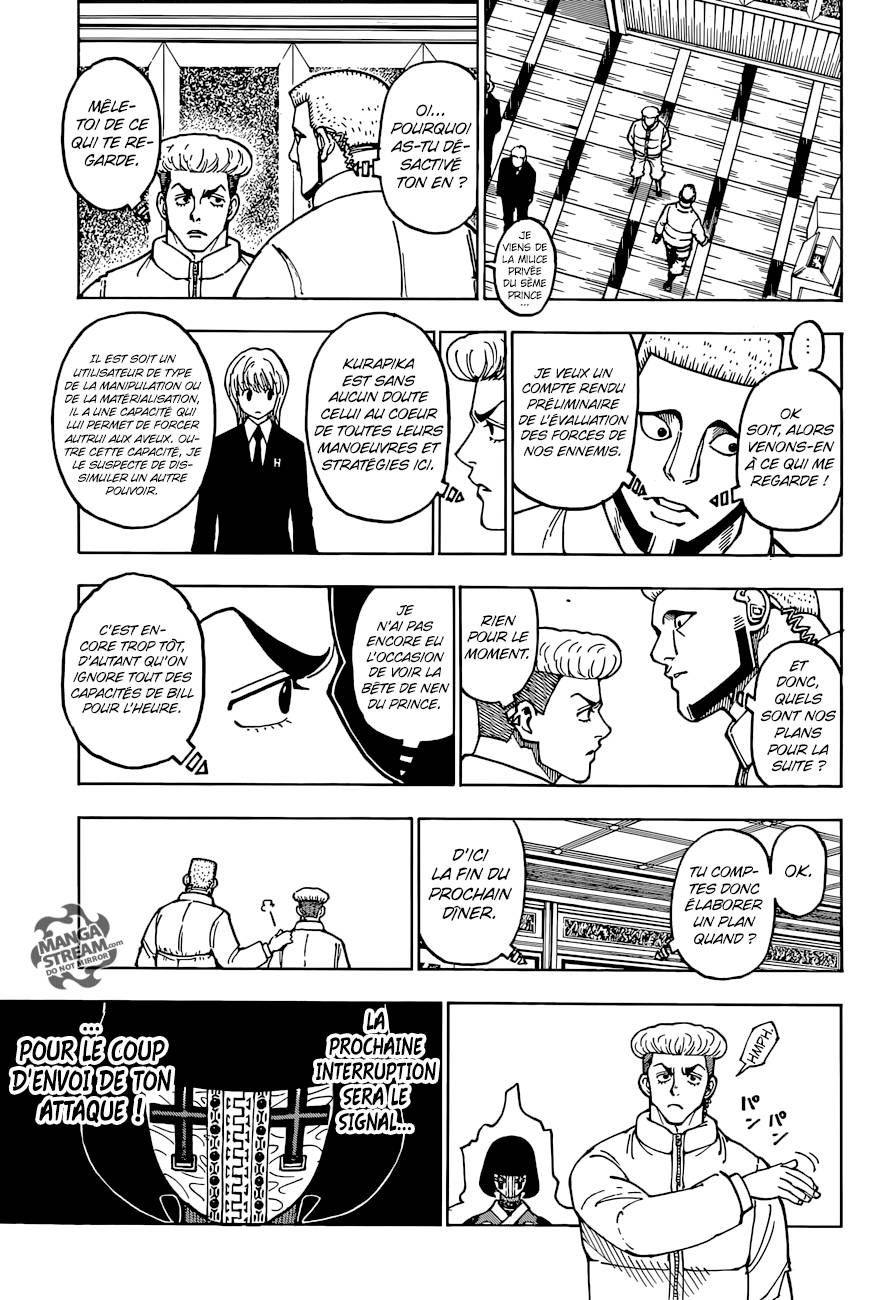 JE
VIENS
DE LA
MILICE
PRIVÉE
DU 5ÈME
PRINCE
...
OI...
POURQUOI
AS-TU DÉ-
SACTIVÉ
TON EN ?
MÊLE-
TOI DE CE
QUI TE RE-
GARDE.
...
OK
SOIT, ALORS
VENONS-EN
À CE QUI ME
REGARDE !
JE VEUX UN
COMPTE RENDU
PRÉLIMINAIRE
DE L'ÉVALUATION
DES FORCES DE
NOS ENNEMIS.
KURAPIKA
EST SANS
AUCUN DOUTE
CELUI AU COEUR
DE TOUTES LEURS
MANOEUVRES ET
STRATÉGIES ICI.
IL EST SOIT UN
UTILISATEUR DE TYPE
DE LA MANIPULATION OU
DE LA MATÉRIALISATION,
IL A UNE CAPACITÉ QUI
LUI PERMET DE FORCER
AUTRUI AUX AVEUX. OU-
TRE CETTE CAPACITÉ, JE
LE SUSPECTE DE DIS-
SIMULER UN AUTRE
POUVOIR.
H
ET
DONC,
QUELS
SONT NOS
PLANS
POUR LA
SUITE ?
RIEN
POUR LE
MOMENT.
JE
N'AI PAS
ENCORE EU
L'OCCASION
DE VOIR LA
BÊTE DE NEN
DU PRINCE.
C'EST EN-
CORE TROP TÔT,
D'AUTANT QU'ON
IGNORE TOUT DES
CAPACITÉS DE BILL
POUR L'HEURE.
OK.
TU COMP-
TES DONC
ÉLABORER
UN PLAN
QUAND ?
D'ICI
LA FIN DU
PROCHAIN
DÎNER.
MANGA
STREAM.com
DO NOT MIRROR
HMPH.
パン パン
LA
PROCHAINE
INTERRUPTION
SERA LE
SIGNAL...
...
POUR LE COUP
D'ENVOI DE TON
ATTAQUE !